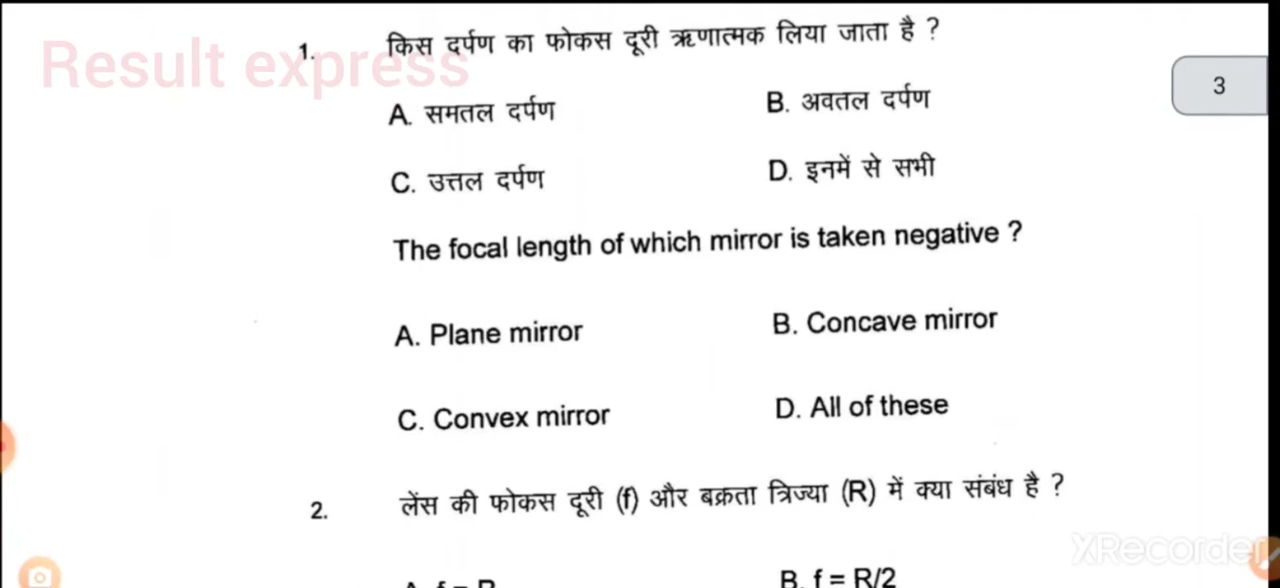 Result express
1. किस दर्पण का फोकस दूरी ऋणात्मक लिया जाता है ?
3
A. समतल दर्पण B. अवतल दर्पण
C. उत्तल दर्पण D. इनमें से सभी
The focal length of which mirror is taken negative ?
A. Plane mirror B. Concave mirror
C. Convex mirror D. All of these
2. लेंस की फोकस दूरी (f) और बक्रता त्रिज्या (R) में क्या संबंध है ?
B. f = R/2
XRecorder